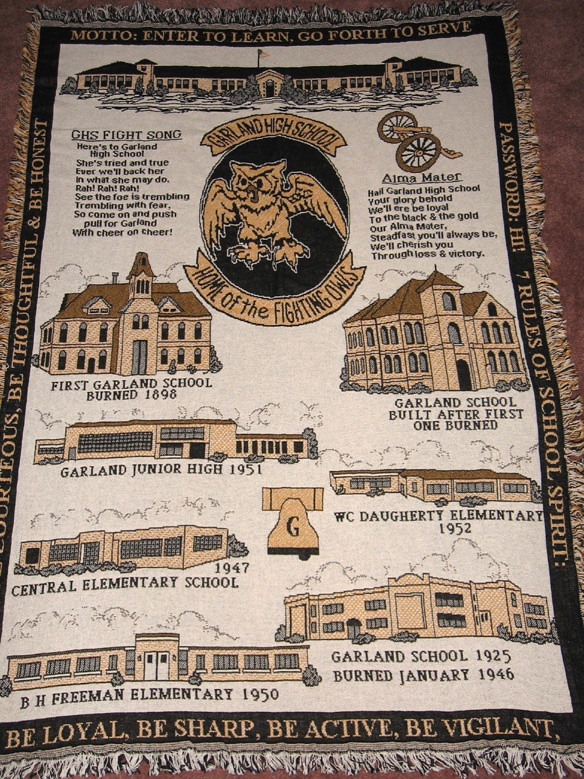 MOTTO: ENTER TO LEARN, GO FORTH TO SERVE
PASSWORD: HI! 7 RULES OF SCHOOL SPIRIT:
BE LOYAL, BE SHARP, BE ACTIVE, BE VIGILANT,
COURTEOUS, BE THOUGHTFUL & BE HONEST
GHS FIGHT SONG
Here's to Garland
High School
She's tried and true
Ever we'll back her
in what she may do.
Rah! Rah! Rah!
See the foe is trembling
Trembling with fear,
So come on and push
pull for Garland
With cheer on cheer!
GARLAND HIGH SCHOOL
HOME of the FIGHTING OWLS
Alma Mater
Hail Garland High School
Your glory behold
We'll ere be loyal
To the black & the gold
Our Alma Mater,
Steadfast you'll always be,
We'll cherish you
Through loss & victory.
FIRST GARLAND SCHOOL
BURNED 1898
GARLAND SCHOOL
BUILT AFTER FIRST
ONE BURNED
GARLAND JUNIOR HIGH 1951
WC DAUGHERTY ELEMENTARY
1952
G
1947
CENTRAL ELEMENTARY SCHOOL
GARLAND SCHOOL 1925
BURNED JANUARY 1946
B H FREEMAN ELEMENTARY 1950